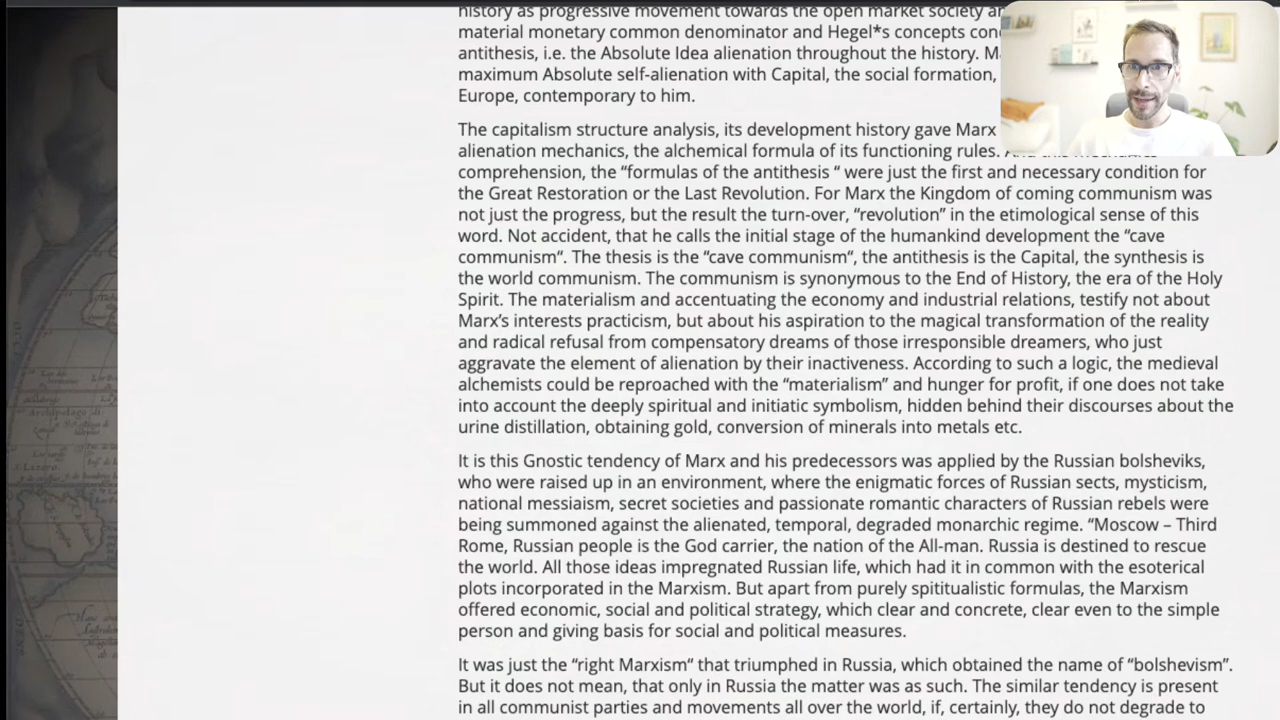 history as progressive movement towards the open market society
material monetary common denominator and Hegel*s concepts
antithesis, i.e. the Absolute Idea alienation throughout the history.
maximum Absolute self-alienation with Capital, the social formation,
Europe, contemporary to him.
The capitalism structure analysis, its development history gave Marx
alienation mechanics, the alchemical formula of its functioning rules.
comprehension, the “formulas of the antithesis “ were just the first and necessary condition for
the Great Restoration or the Last Revolution. For Marx the Kingdom of coming communism was
not just the progress, but the result the turn-over, “revolution” in the etimological sense of this
word. Not accident, that he calls the initial stage of the humankind development the “cave
communism“. The thesis is the “cave communism“, the antithesis is the Capital, the synthesis is
the world communism. The communism is synonymous to the End of History, the era of the Holy
Spirit. The materialism and accentuating the economy and industrial relations, testify not about
Marx’s interests practicism, but about his aspiration to the magical transformation of the reality
and radical refusal from compensatory dreams of those irresponsible dreamers, who just
aggravate the element of alienation by their inactiveness. According to such a logic, the medieval
alchemists could be reproached with the “materialism” and hunger for profit, if one does not take
into account the deeply spiritual and initiatic symbolism, hidden behind their discourses about the
urine distillation, obtaining gold, conversion of minerals into metals etc.
It is this Gnostic tendency of Marx and his predecessors was applied by the Russian bolsheviks,
who were raised up in an environment, where the enigmatic forces of Russian sects, mysticism,
national messiaism, secret societies and passionate romantic characters of Russian rebels were
being summoned against the alienated, temporal, degraded monarchic regime. “Moscow – Third
Rome, Russian people is the God carrier, the nation of the All-man. Russia is destined to rescue
the world. All those ideas impregnated Russian life, which had it in common with the esoterical
plots incorporated in the Marxism. But apart from purely spititualistic formulas, the Marxism
offered economic, social and political strategy, which clear and concrete, clear even to the simple
person and giving basis for social and political measures.
It was just the “right Marxism“ that triumphed in Russia, which obtained the name of “bolshevism”.
But it does not mean, that only in Russia the matter was as such. The similar tendency is present
in all communist parties and movements all over the world, if, certainly, they do not degrade to